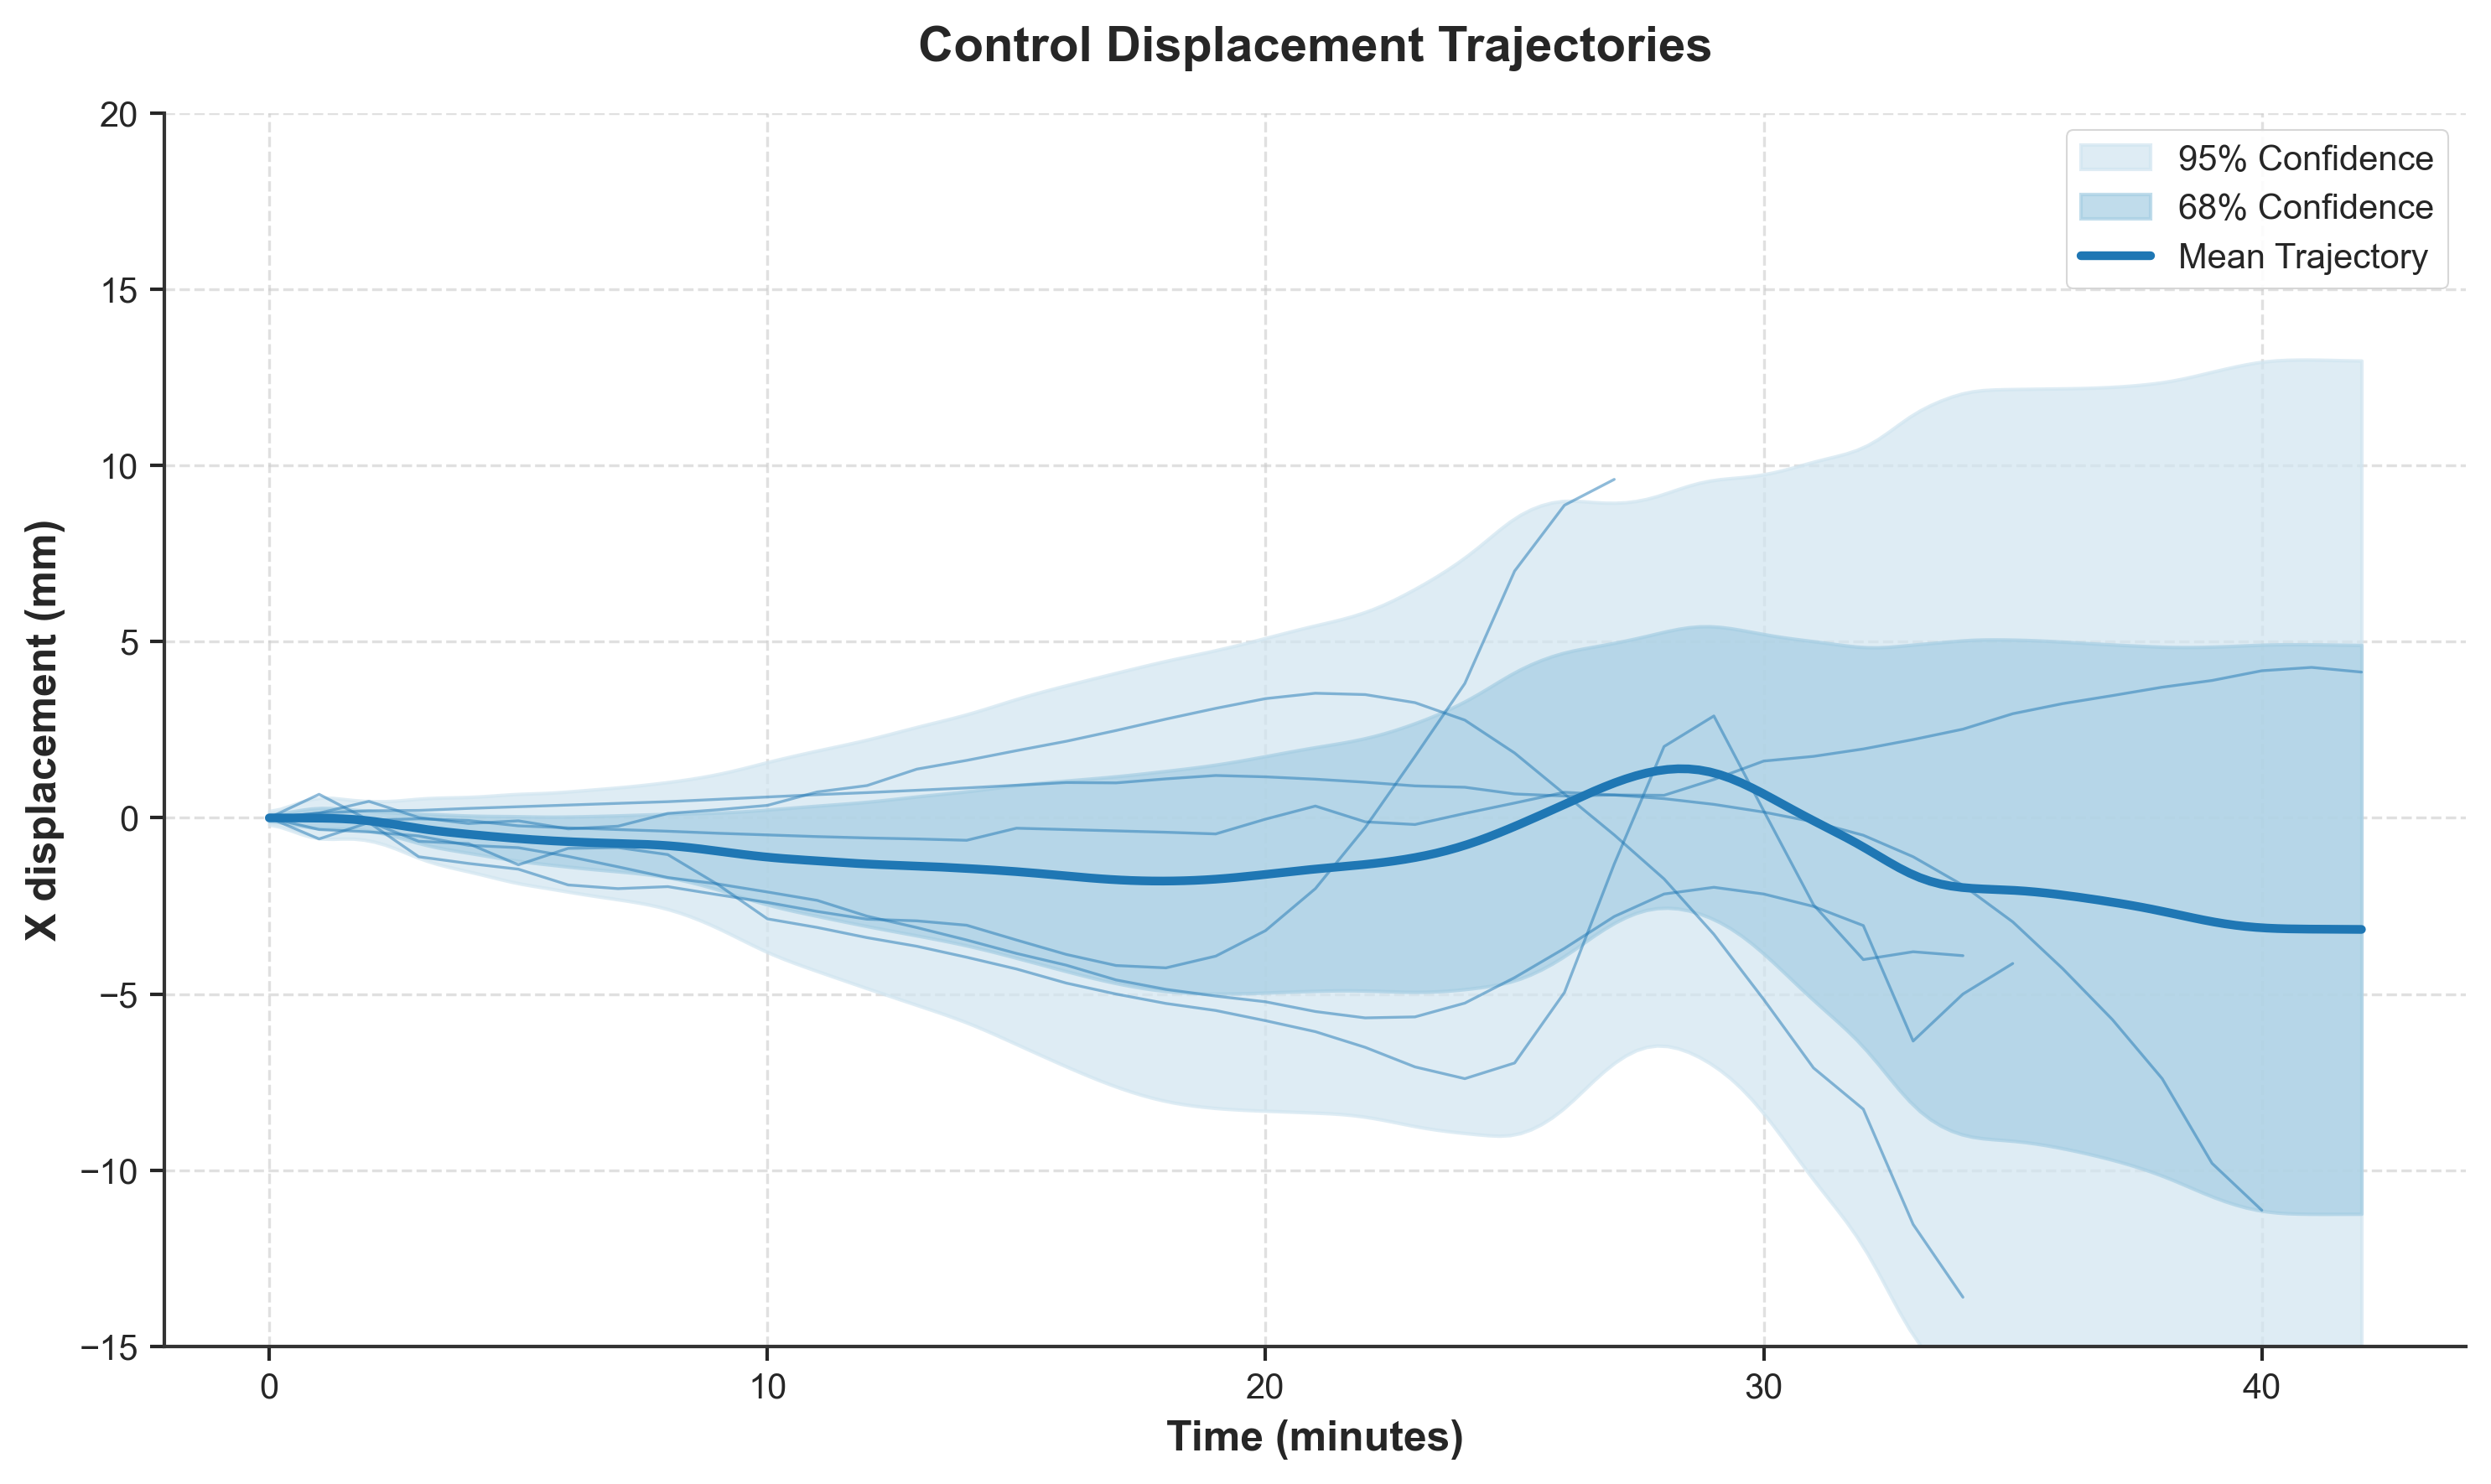 Control Displacement Trajectories
95% Confidence
68% Confidence
Mean Trajectory
X displacement (mm)
20
15
10
5
0
−5
−10
−15
0 10 20 30 40
Time (minutes)